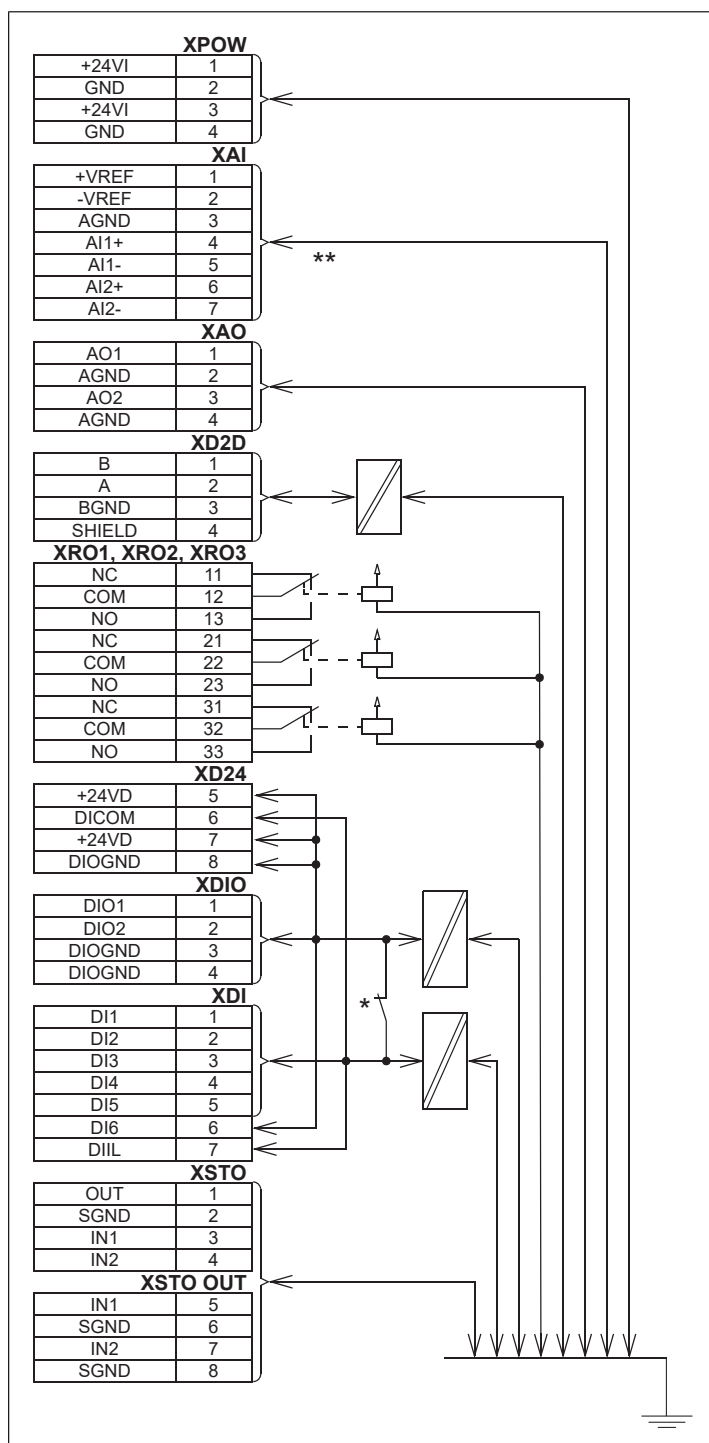 XPOW
+24VI 1
GND 2
+24VI 3
GND 4
XAI
+VREF 1
-VREF 2
AGND 3
AI1+ 4
AI1- 5
AI2+ 6
AI2- 7
**
XAO
AO1 1
AGND 2
AO2 3
AGND 4
XD2D
B 1
A 2
BGND 3
SHIELD 4
XRO1, XRO2, XRO3
NC 11
COM 12
NO 13
NC 21
COM 22
NO 23
NC 31
COM 32
NO 33
XD24
+24VD 5
DICOM 6
+24VD 7
DIOGND 8
XDIO
DIO1 1
DIO2 2
DIOGND 3
DIOGND 4
XDI
*
DI1 1
DI2 2
DI3 3
DI4 4
DI5 5
DI6 6
DIIL 7
XSTO
OUT 1
SGND 2
IN1 3
IN2 4
XSTO OUT
IN1 5
SGND 6
IN2 7
SGND 8